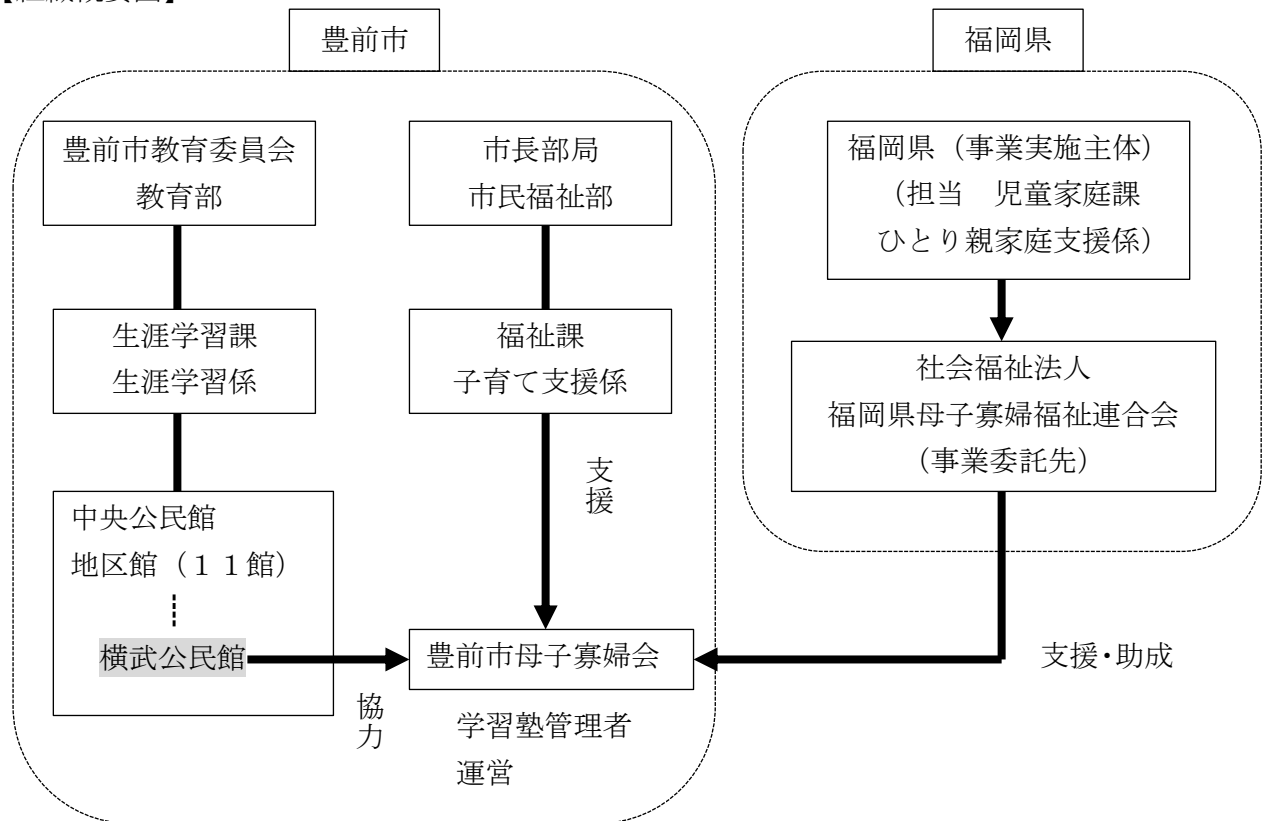 【組織概要図】
豊前市
福岡県
豊前市教育委員会
教育部
市長部局
市民福祉部
福岡県（事業実施主体）
（担当　児童家庭課
ひとり親家庭支援係）
生涯学習課
生涯学習係
福祉課
子育て支援係
社会福祉法人
福岡県母子寡婦福祉連合会
（事業委託先）
支援
中央公民館
地区館（１１館）
横武公民館
豊前市母子寡婦会
支援・助成
協力
学習塾管理者
運営